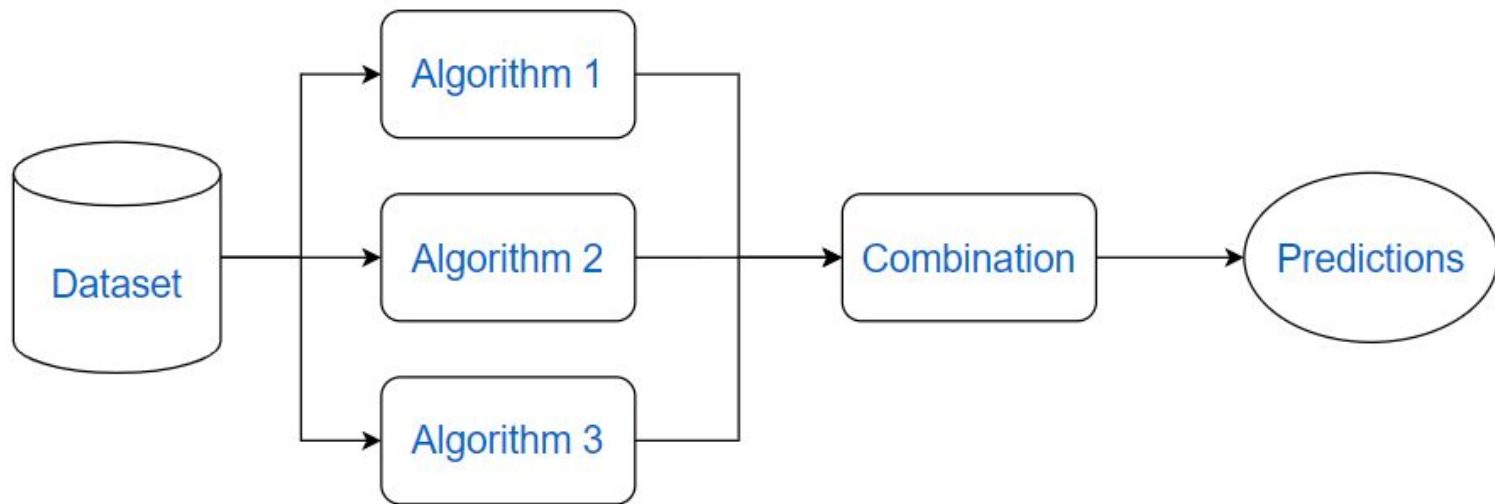 Algorithm 1
Dataset
Algorithm 2
Combination
Predictions
Algorithm 3